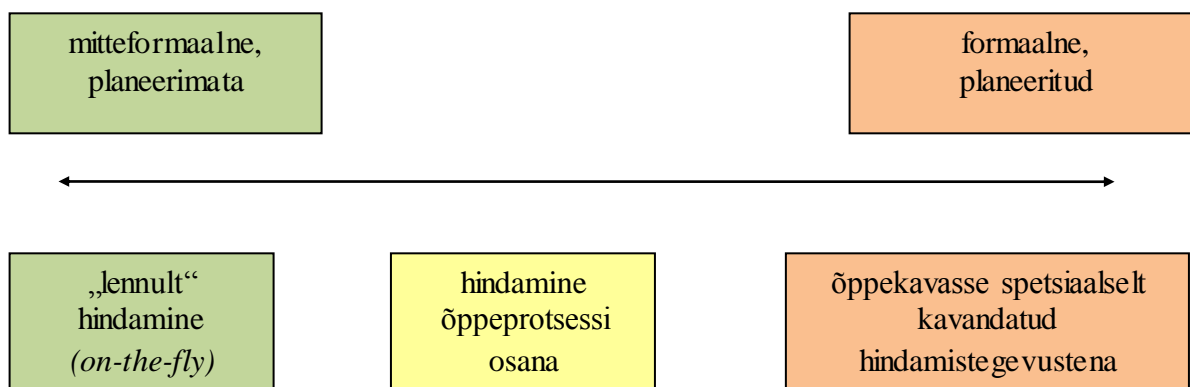 mitteformaalne,
planeerimata
formaalne,
planeeritud
„lennult“
hindamine
(on-the-fly)
hindamine
õppeprotsessi
osana
õppekavasse spetsiaalselt
kavandatud
hindamistegevustena